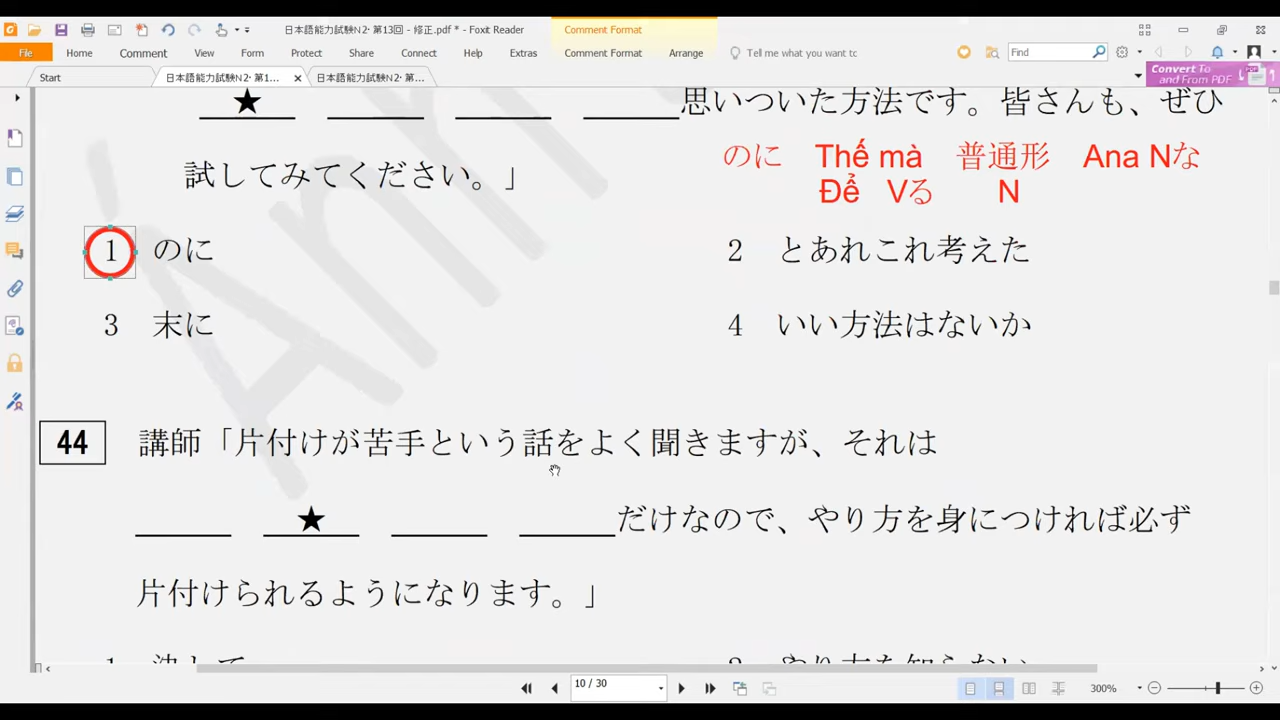 日本語能力試験N2· 第13回 - 修正.pdf * - Foxit Reader
Comment Format
File Home Comment View Form Protect Share Connect Help Extras Comment Format Arrange Tell me what you want tc Find
Start 日本語能力試験N2· 第1... 日本語能力試験N2· 第...
Convert To and From PDF
★ 思いついた方法です。皆さんも、ぜひ
のに Thế mà 普通形 Ana Nな
Để Vる N
試してみてください。」
1 のに 2 とあれこれ考えた
3 末に 4 いい方法はないか
44 講師「片付けが苦手という話をよく聞きますが、それは
★ だけなので、やり方を身につければ必ず
片付けられるようになります。」
10 / 30
300%